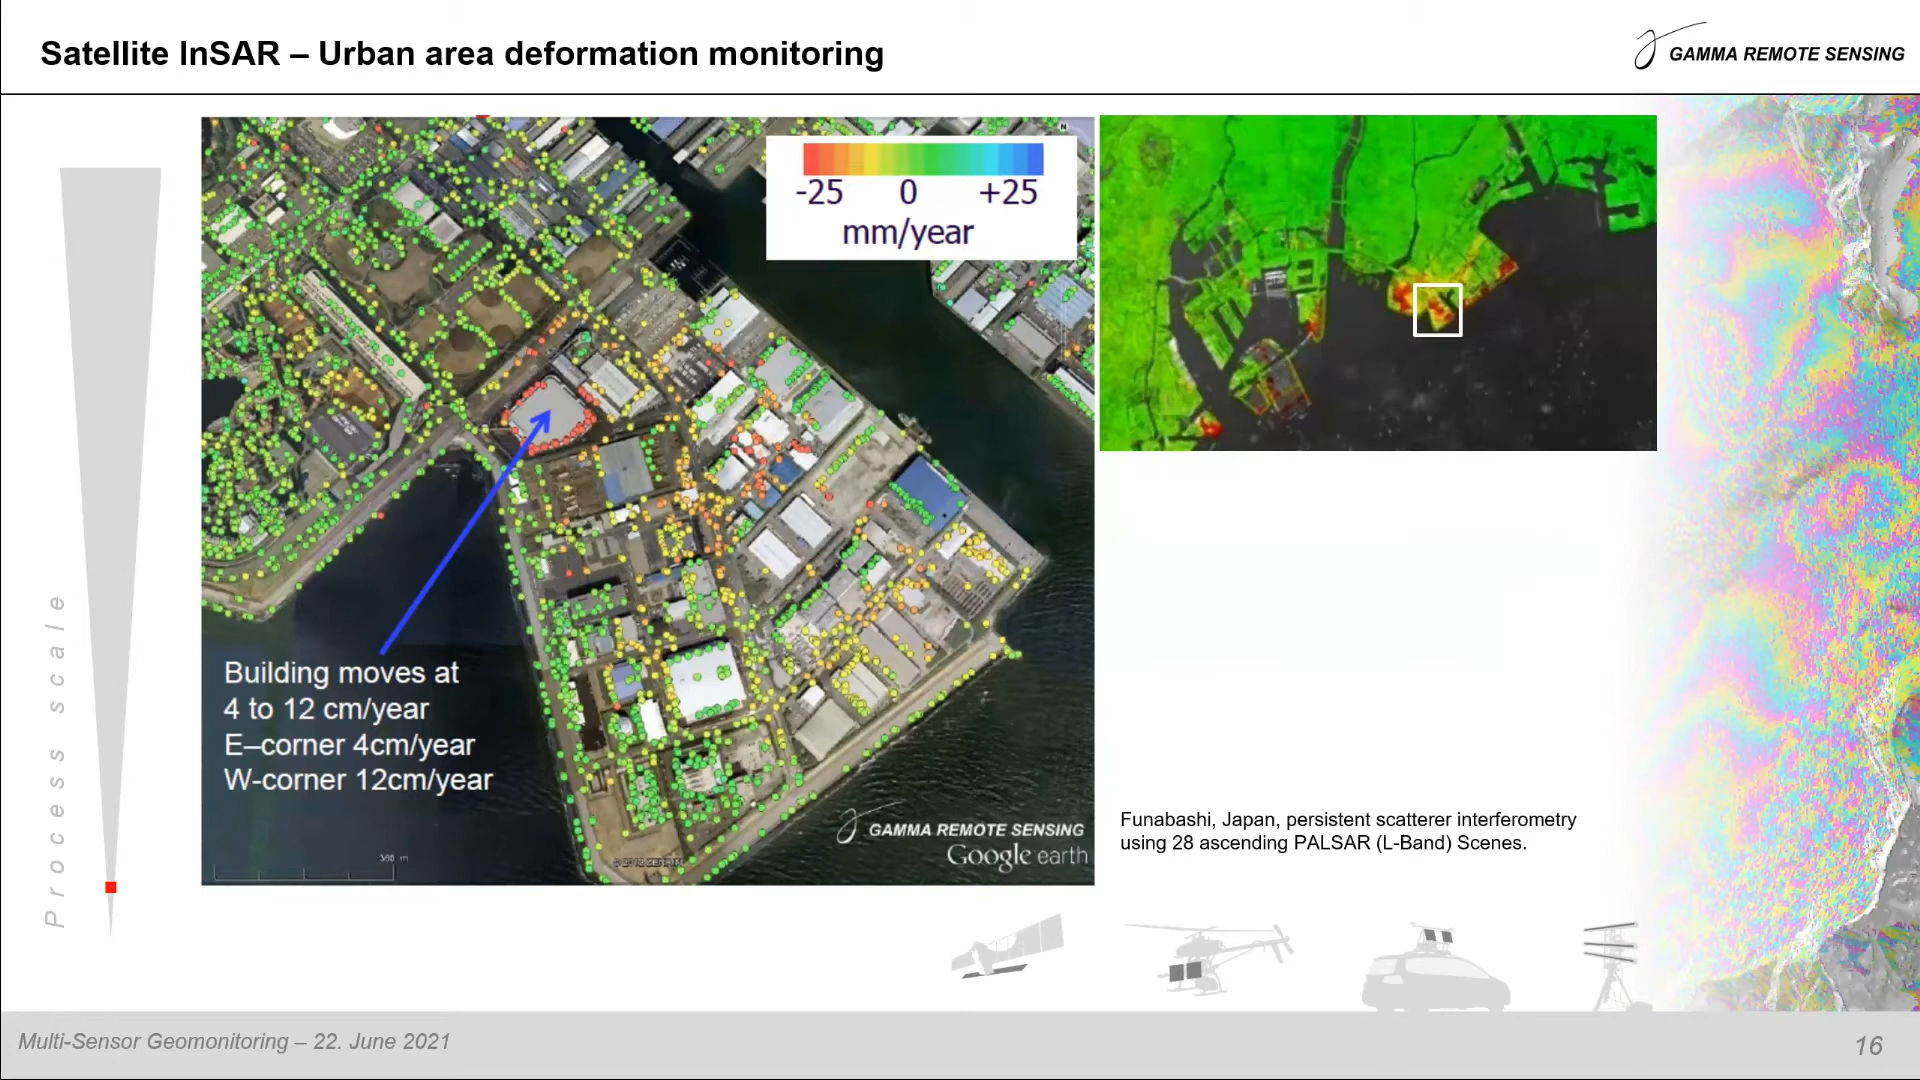 Satellite InSAR – Urban area deformation monitoring
GAMMA REMOTE SENSING
N
-25 0 +25
mm/year
Process scale
Building moves at
4 to 12 cm/year
E–corner 4cm/year
W-corner 12cm/year
GAMMA REMOTE SENSING
Google earth
Funabashi, Japan, persistent scatterer interferometry
using 28 ascending PALSAR (L-Band) Scenes.
Multi-Sensor Geomonitoring – 22. June 2021
16